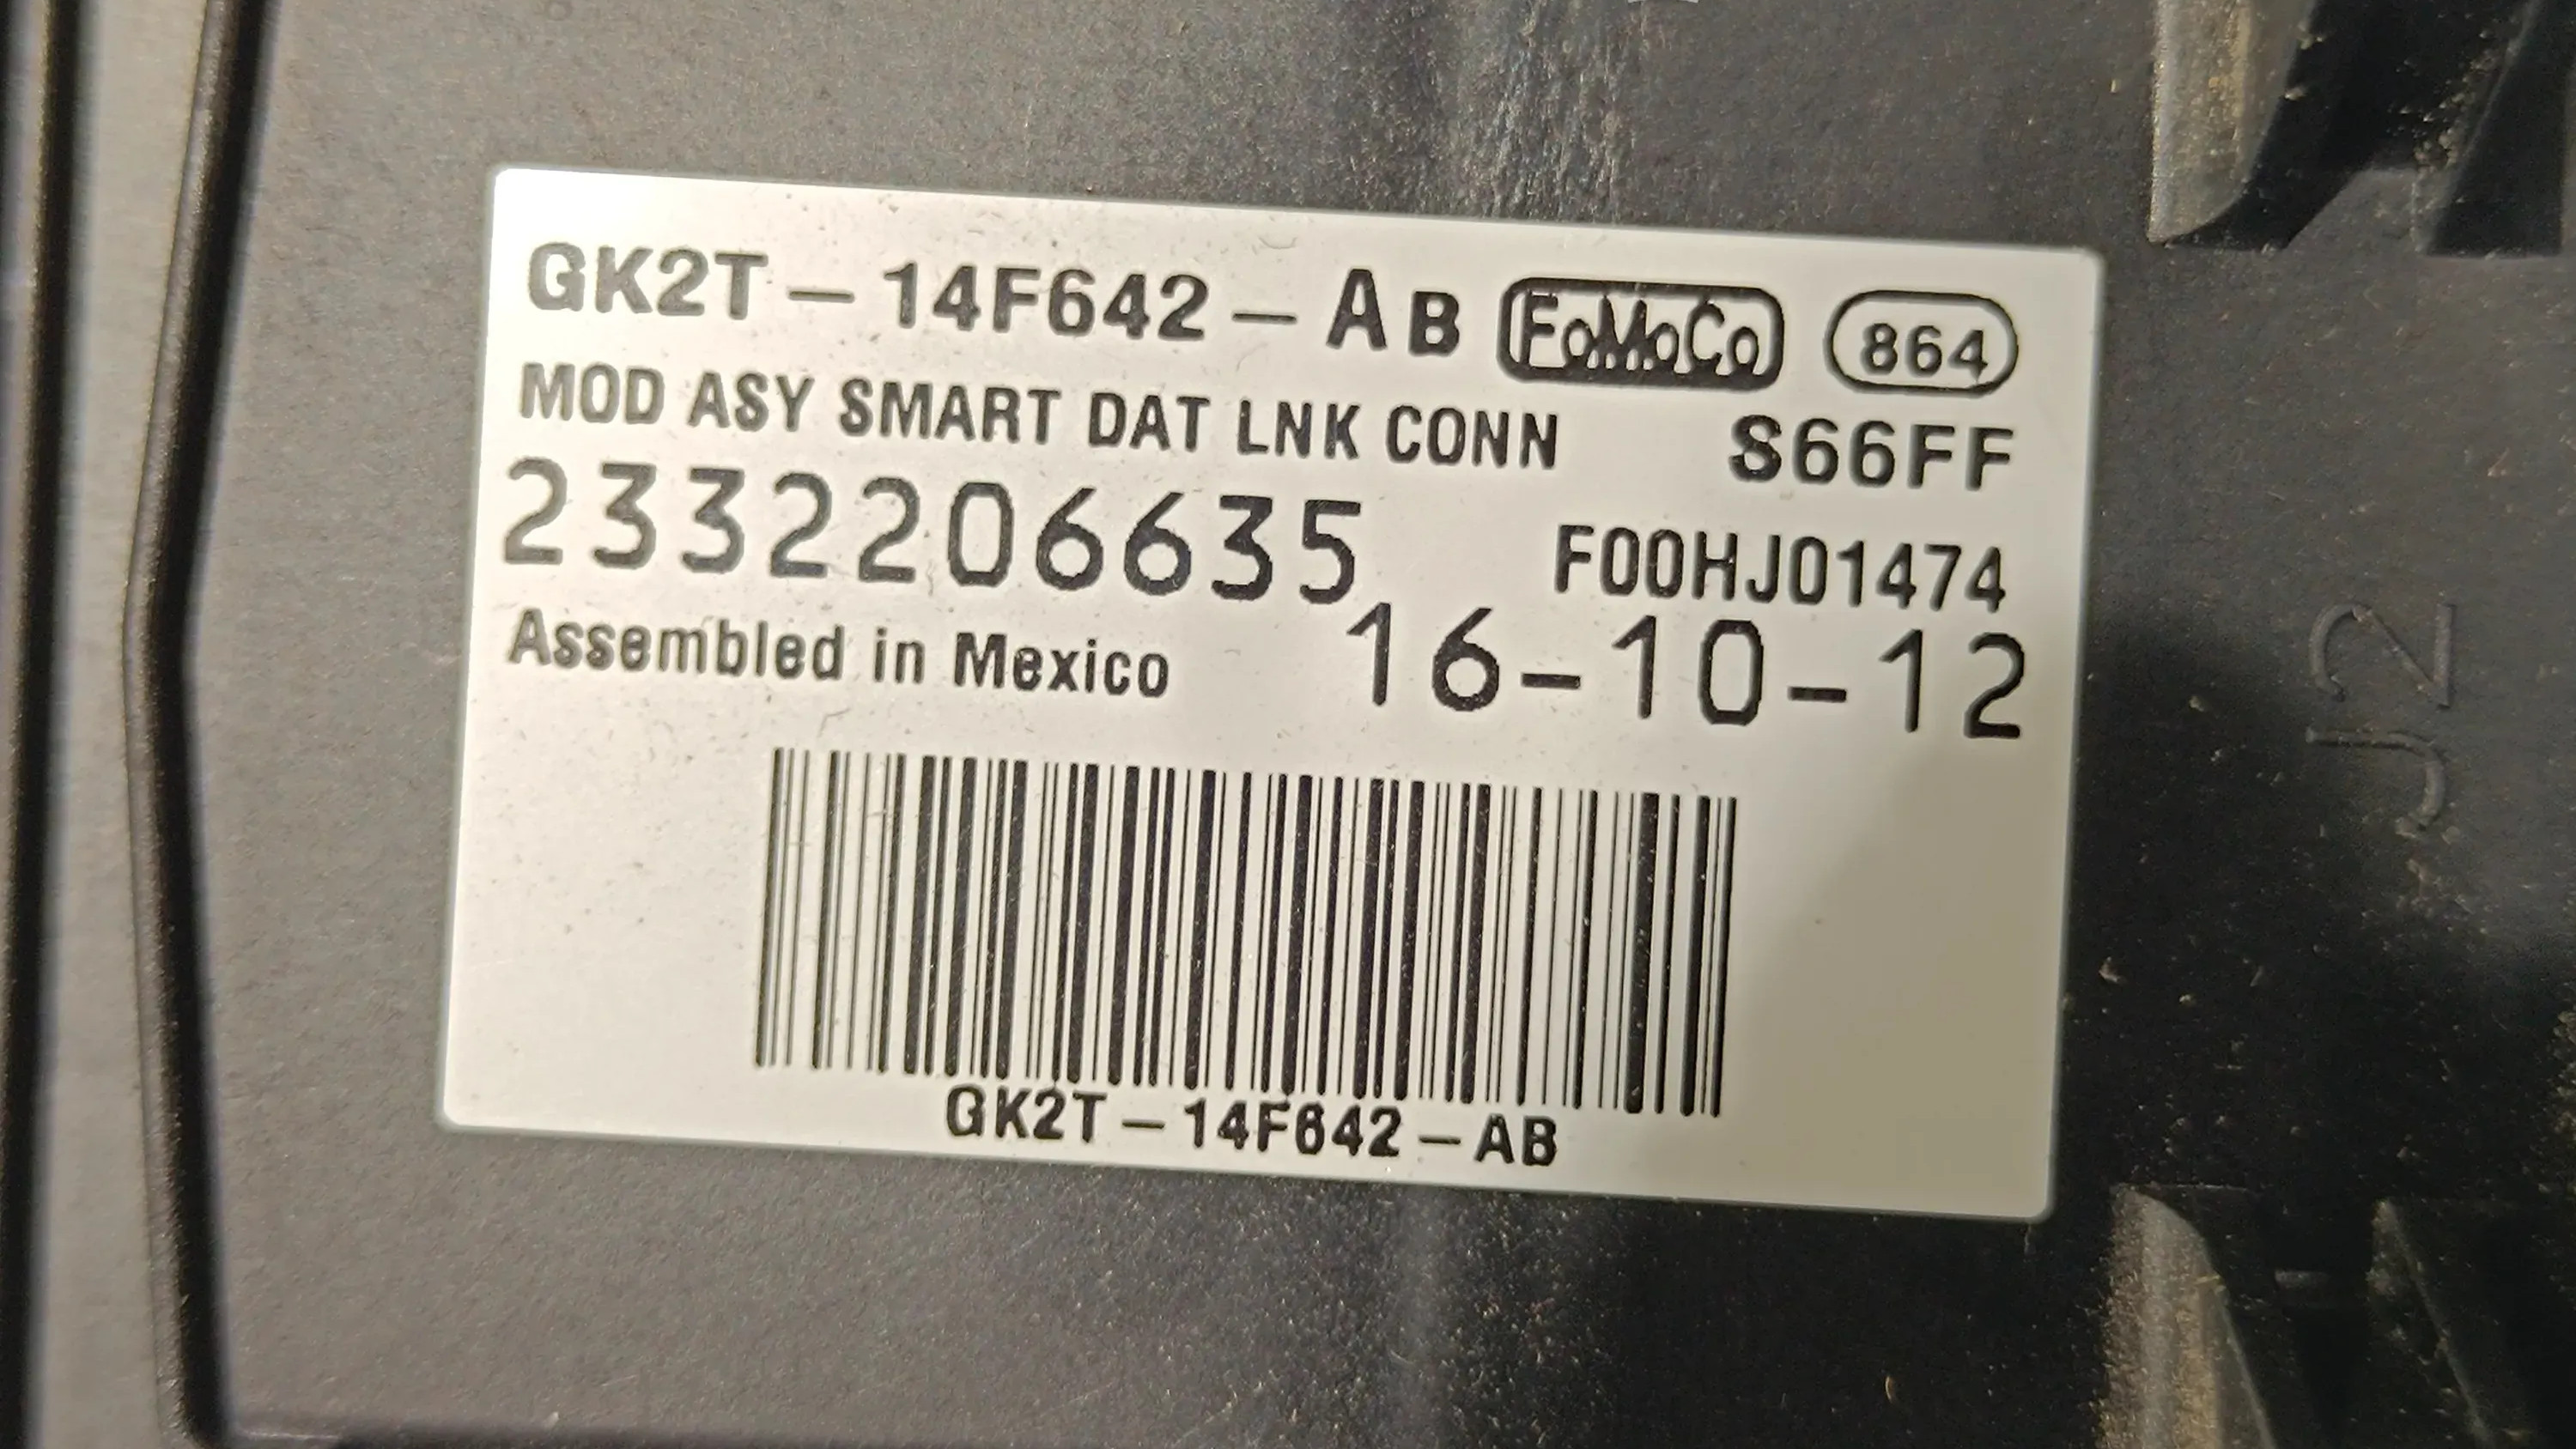 GK2T-14F642-AB FoMoCo 864
MOD ASY SMART DAT LNK CONN S66FF
2332206635 F00HJ01474
Assembled in Mexico 16-10-12
GK2T-14F642-AB
J2